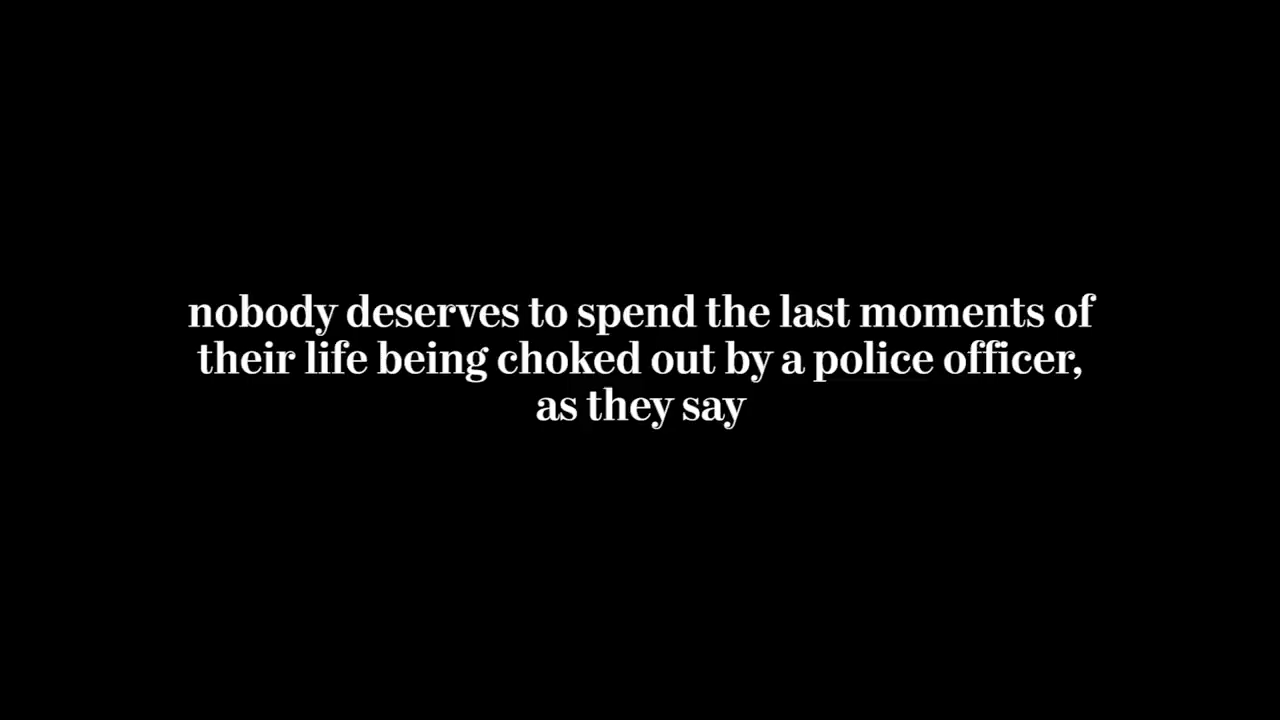 nobody deserves to spend the last moments of
their life being choked out by a police officer,
as they say